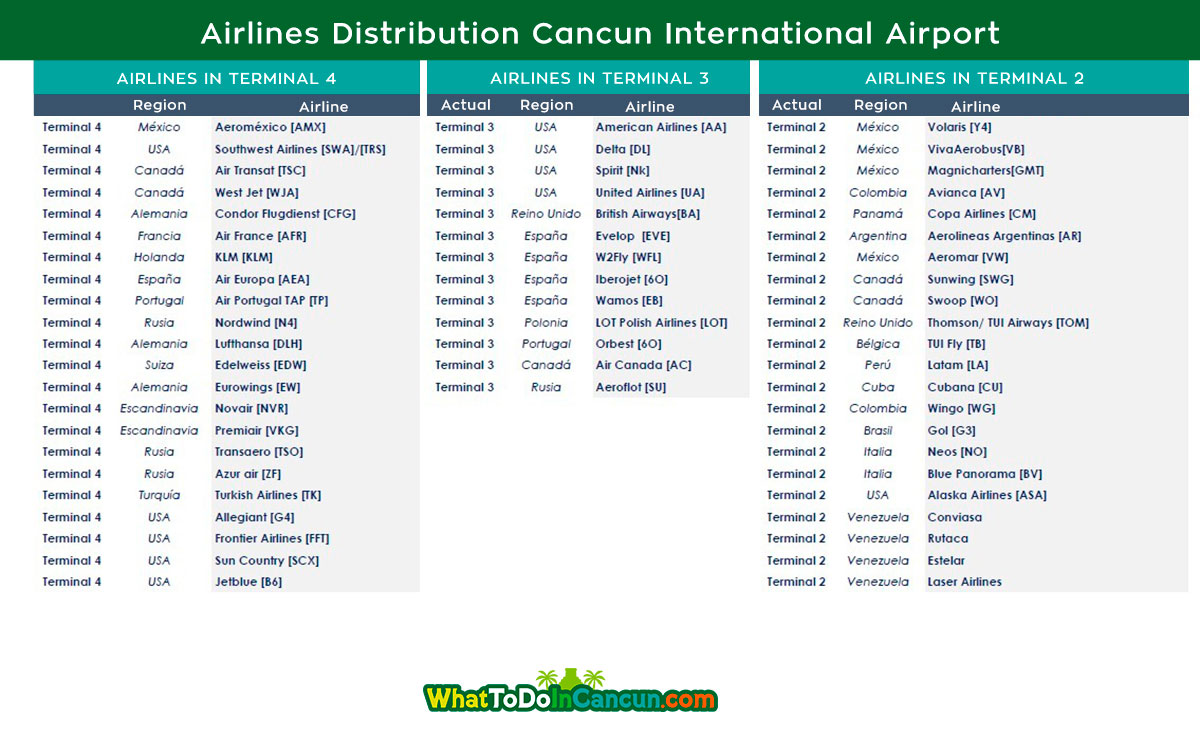 Airlines Distribution Cancun International Airport
AIRLINES IN TERMINAL 4
Region Airline
Terminal 4 México Aeroméxico [AMX]
Terminal 4 USA Southwest Airlines [SWA]/[TRS]
Terminal 4 Canadá Air Transat [TSC]
Terminal 4 Canadá West Jet [WJA]
Terminal 4 Alemania Condor Flugdienst [CFG]
Terminal 4 Francia Air France [AFR]
Terminal 4 Holanda KLM [KLM]
Terminal 4 España Air Europa [AEA]
Terminal 4 Portugal Air Portugal TAP [TP]
Terminal 4 Rusia Nordwind [N4]
Terminal 4 Alemania Lufthansa [DLH]
Terminal 4 Suiza Edelweiss [EDW]
Terminal 4 Alemania Eurowings [EW]
Terminal 4 Escandinavia Novair [NVR]
Terminal 4 Escandinavia Premiair [VKG]
Terminal 4 Rusia Transaero [TSO]
Terminal 4 Rusia Azur air [ZF]
Terminal 4 Turquía Turkish Airlines [TK]
Terminal 4 USA Allegiant [G4]
Terminal 4 USA Frontier Airlines [FFT]
Terminal 4 USA Sun Country [SCX]
Terminal 4 USA Jetblue [B6]
AIRLINES IN TERMINAL 3
Actual Region Airline
Terminal 3 USA American Airlines [AA]
Terminal 3 USA Delta [DL]
Terminal 3 USA Spirit [Nk]
Terminal 3 USA United Airlines [UA]
Terminal 3 Reino Unido British Airways[BA]
Terminal 3 España Evelop [EVE]
Terminal 3 España W2Fly [WFL]
Terminal 3 España Iberojet [6O]
Terminal 3 España Wamos [EB]
Terminal 3 Polonia LOT Polish Airlines [LOT]
Terminal 3 Portugal Orbest [6O]
Terminal 3 Canadá Air Canada [AC]
Terminal 3 Rusia Aeroflot [SU]
AIRLINES IN TERMINAL 2
Actual Region Airline
Terminal 2 México Volaris [Y4]
Terminal 2 México VivaAerobus[VB]
Terminal 2 México Magnicharters[GMT]
Terminal 2 Colombia Avianca [AV]
Terminal 2 Panamá Copa Airlines [CM]
Terminal 2 Argentina Aerolineas Argentinas [AR]
Terminal 2 México Aeromar [VW]
Terminal 2 Canadá Sunwing [SWG]
Terminal 2 Canadá Swoop [WO]
Terminal 2 Reino Unido Thomson/ TUI Airways [TOM]
Terminal 2 Bélgica TUI Fly [TB]
Terminal 2 Perú Latam [LA]
Terminal 2 Cuba Cubana [CU]
Terminal 2 Colombia Wingo [WG]
Terminal 2 Brasil Gol [G3]
Terminal 2 Italia Neos [NO]
Terminal 2 Italia Blue Panorama [BV]
Terminal 2 USA Alaska Airlines [ASA]
Terminal 2 Venezuela Conviasa
Terminal 2 Venezuela Rutaca
Terminal 2 Venezuela Estelar
Terminal 2 Venezuela Laser Airlines
WhatToDoInCancun.com